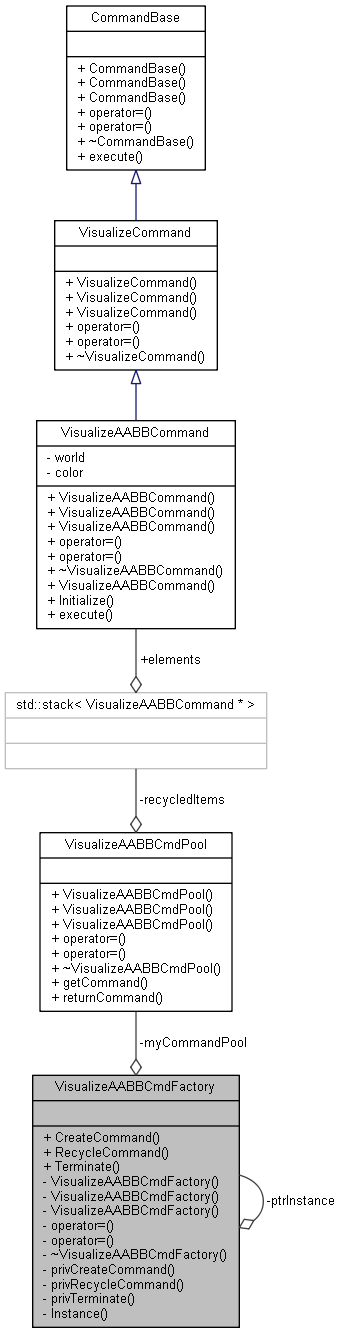 CommandBase
+ CommandBase()
+ CommandBase()
+ CommandBase()
+ operator=()
+ operator=()
+ ~CommandBase()
+ execute()
VisualizeCommand
+ VisualizeCommand()
+ VisualizeCommand()
+ VisualizeCommand()
+ operator=()
+ operator=()
+ ~VisualizeCommand()
VisualizeAABBCommand
- world
- color
+ VisualizeAABBCommand()
+ VisualizeAABBCommand()
+ VisualizeAABBCommand()
+ operator=()
+ operator=()
+ ~VisualizeAABBCommand()
+ VisualizeAABBCommand()
+ Initialize()
+ execute()
+elements
std::stack< VisualizeAABBCommand * >
-recycledItems
VisualizeAABBCmdPool
+ VisualizeAABBCmdPool()
+ VisualizeAABBCmdPool()
+ VisualizeAABBCmdPool()
+ operator=()
+ operator=()
+ ~VisualizeAABBCmdPool()
+ getCommand()
+ returnCommand()
-myCommandPool
VisualizeAABBCmdFactory
+ CreateCommand()
+ RecycleCommand()
+ Terminate()
- VisualizeAABBCmdFactory()
- VisualizeAABBCmdFactory()
- VisualizeAABBCmdFactory()
- operator=()
- operator=()
- ~VisualizeAABBCmdFactory()
- privCreateCommand()
- privRecycleCommand()
- privTerminate()
- Instance()
-ptrInstance